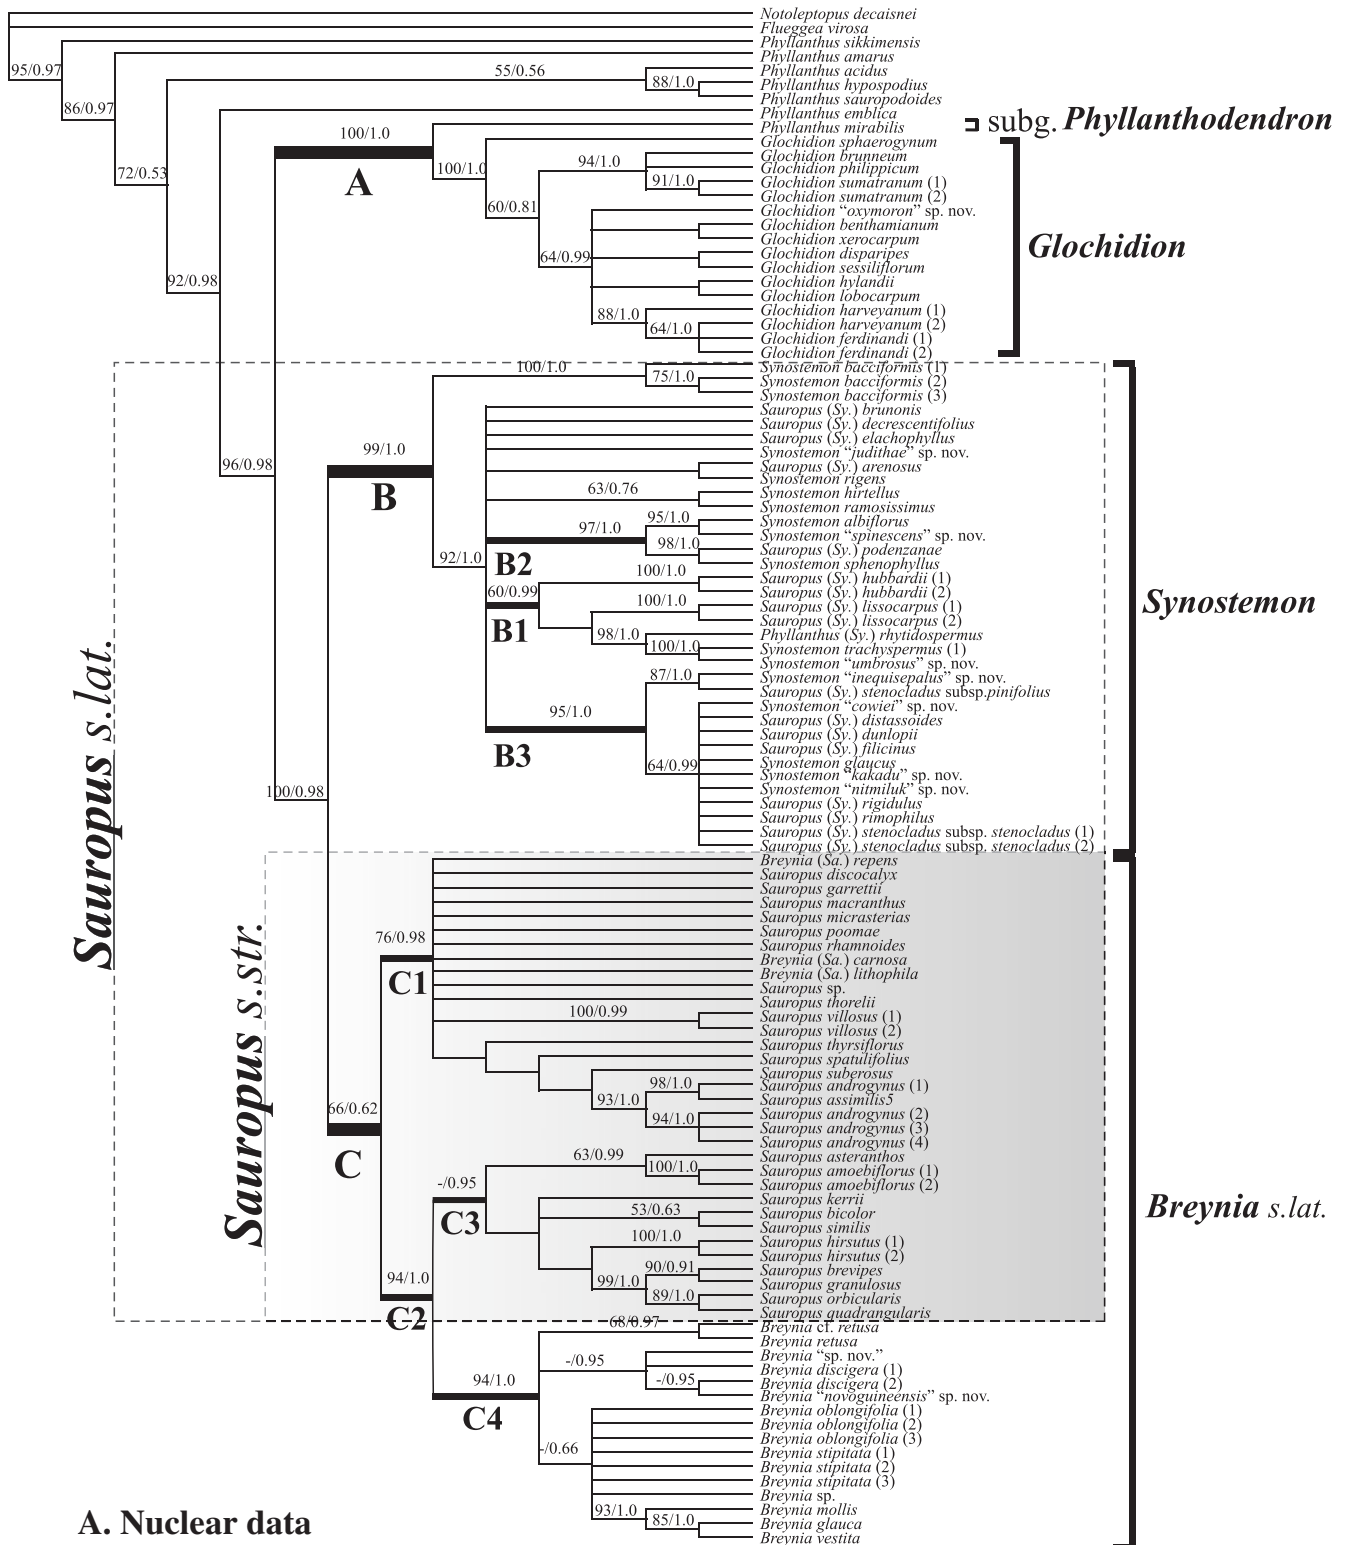 Notoleptopus decaisnei
Flueggea virosa
Phyllanthus sikkimensis
Phyllanthus amarus
Phyllanthus acidus
Phyllanthus hypospodius
Phyllanthus sauropodoides
Phyllanthus emblica
Phyllanthus mirabilis
Glochidion sphaerogynum
Glochidion brunneum
Glochidion philippicum
Glochidion sumatranum (1)
Glochidion sumatranum (2)
Glochidion “oxymoron” sp. nov.
Glochidion benthamianum
Glochidion xerocarpum
Glochidion disparipes
Glochidion sessiliflorum
Glochidion hylandii
Glochidion lobocarpum
Glochidion harveyanum (1)
Glochidion harveyanum (2)
Glochidion ferdinandi (1)
Glochidion ferdinandi (2)
Synostemon bacciformis (1)
Synostemon bacciformis (2)
Synostemon bacciformis (3)
Sauropus (Sy.) brunonis
Sauropus (Sy.) decrescentifolius
Sauropus (Sy.) elachophyllus
Synostemon “judithae” sp. nov.
Sauropus (Sy.) arenosus
Synostemon rigens
Synostemon hirtellus
Synostemon ramosissimus
Synostemon albiflorus
Synostemon “spinescens” sp. nov.
Sauropus (Sy.) podenzanae
Synostemon sphenophyllus
Sauropus (Sy.) hubbardii (1)
Sauropus (Sy.) hubbardii (2)
Sauropus (Sy.) lissocarpus (1)
Sauropus (Sy.) lissocarpus (2)
Phyllanthus (Sy.) rhytidospermus
Synostemon trachyspermus (1)
Synostemon “umbrosus” sp. nov.
Synostemon “inequisepalus” sp. nov.
Sauropus (Sy.) stenocladus subsp.pinifolius
Synostemon “cowiei” sp. nov.
Sauropus (Sy.) distassoides
Sauropus (Sy.) dunlopii
Sauropus (Sy.) filicinus
Synostemon glaucus
Synostemon “kakadu” sp. nov.
Synostemon “nitmiluk” sp. nov.
Sauropus (Sy.) rigidulus
Sauropus (Sy.) rimophilus
Sauropus (Sy.) stenocladus subsp. stenocladus (1)
Sauropus (Sy.) stenocladus subsp. stenocladus (2)
Breynia (Sa.) repens
Sauropus discocalyx
Sauropus garrettii
Sauropus macranthus
Sauropus micrasterias
Sauropus poomae
Sauropus rhamnoides
Breynia (Sa.) carnosa
Breynia (Sa.) lithophila
Sauropus sp.
Sauropus thorelii
Sauropus villosus (1)
Sauropus villosus (2)
Sauropus thyrsiflorus
Sauropus spatulifolius
Sauropus suberosus
Sauropus androgynus (1)
Sauropus assimilis5
Sauropus androgynus (2)
Sauropus androgynus (3)
Sauropus androgynus (4)
Sauropus asteranthos
Sauropus amoebiflorus (1)
Sauropus amoebiflorus (2)
Sauropus kerrii
Sauropus bicolor
Sauropus similis
Sauropus hirsutus (1)
Sauropus hirsutus (2)
Sauropus brevipes
Sauropus granulosus
Sauropus orbicularis
Sauropus quadrangularis
Breynia cf. retusa
Breynia retusa
Breynia “sp. nov.”
Breynia discigera (1)
Breynia discigera (2)
Breynia “novoguineensis” sp. nov.
Breynia oblongifolia (1)
Breynia oblongifolia (2)
Breynia oblongifolia (3)
Breynia stipitata (1)
Breynia stipitata (2)
Breynia stipitata (3)
Breynia sp.
Breynia mollis
Breynia glauca
Breynia vestita
95/0.97
86/0.97
72/0.53
92/0.98
96/0.98
100/0.98
55/0.56
88/1.0
100/1.0
A
100/1.0
60/0.81
94/1.0
91/1.0
64/0.99
88/1.0
64/1.0
99/1.0
B
100/1.0
75/1.0
92/1.0
63/0.76
97/1.0
B2
95/1.0
98/1.0
60/0.99
B1
100/1.0
100/1.0
98/1.0
100/1.0
95/1.0
B3
87/1.0
64/0.99
66/0.62
C
76/0.98
C1
100/0.99
98/1.0
93/1.0
94/1.0
94/1.0
C2
-/0.95
C3
63/0.99
100/1.0
53/0.63
100/1.0
90/0.91
99/1.0
89/1.0
94/1.0
C4
68/0.97
-/0.95
-/0.95
-/0.66
93/1.0
85/1.0
subg. Phyllanthodendron
Glochidion
Synostemon
Breynia s.lat.
Sauropus s.lat.
Sauropus s.str.
A. Nuclear data